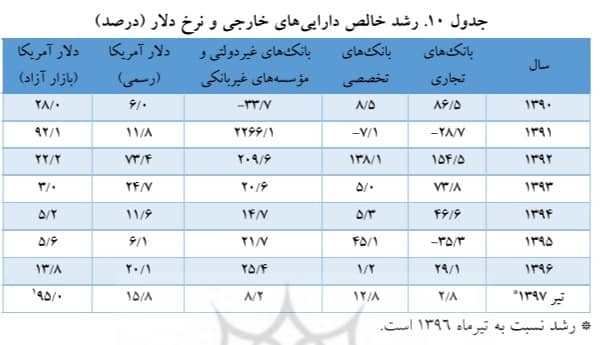 جدول ۱۰. رشد خالص دارایی‌های خارجی و نرخ دلار (درصد)
سال | بانک‌های تجاری | بانک‌های تخصصی | بانک‌های غیردولتی و مؤسسه‌های غیربانکی | دلار آمریکا (رسمی) | دلار آمریکا (بازار آزاد)
۱۳۹۰ | ۸۶/۵ | ۸/۵ | -۳۳/۷ | ۶/۰ | ۲۸/۰
۱۳۹۱ | -۲۸/۷ | -۷/۱ | ۲۲۶۶/۱ | ۱۱/۸ | ۹۲/۱
۱۳۹۲ | ۱۵۴/۵ | ۱۳۸/۱ | ۲۰۹/۶ | ۷۳/۴ | ۲۲/۲
۱۳۹۳ | ۷۳/۸ | ۵/۰ | ۲۰/۶ | ۲۴/۷ | ۳/۰
۱۳۹۴ | ۴۶/۶ | ۵/۳ | ۱۴/۷ | ۱۱/۶ | ۵/۲
۱۳۹۵ | -۳۵/۳ | ۴۵/۱ | ۲۱/۷ | ۶/۱ | ۵/۶
۱۳۹۶ | ۲۹/۱ | ۱/۲ | ۲۵/۴ | ۲۰/۱ | ۱۳/۸
تیر ۱۳۹۷* | ۲/۸ | ۱۲/۸ | ۸/۲ | ۱۵/۸ | ۹۵/۰¹
* رشد نسبت به تیرماه ۱۳۹۶ است.